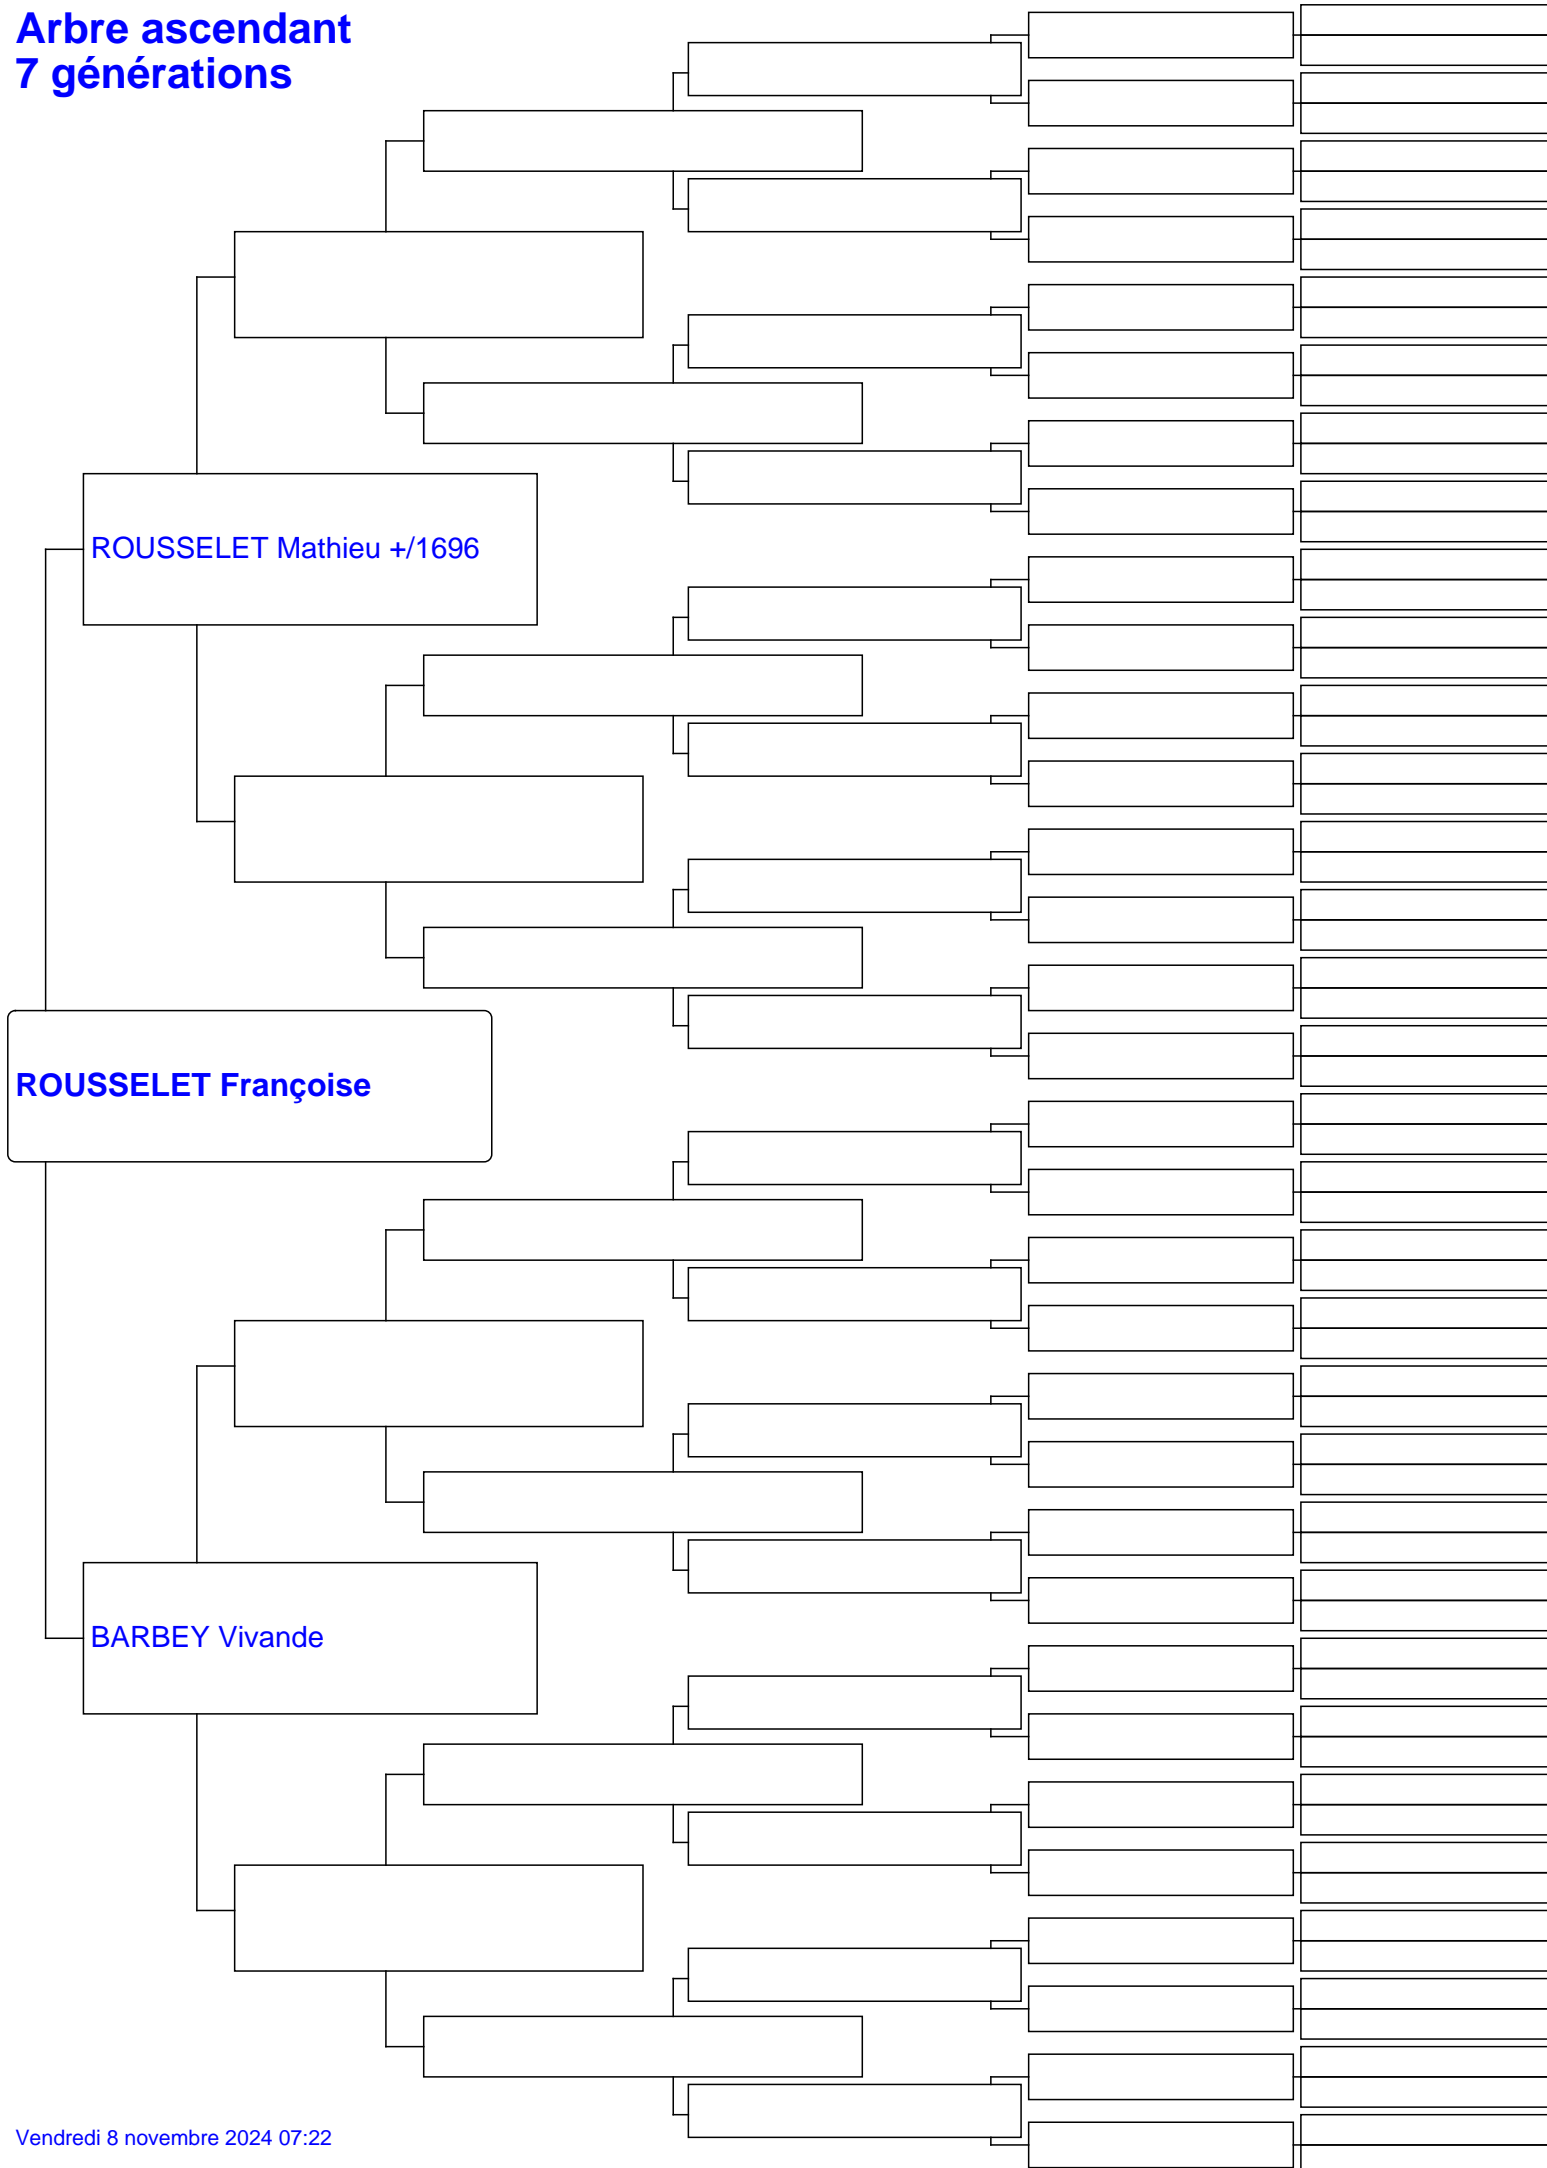 Arbre ascendant
7 générations
ROUSSELET Mathieu +/1696
ROUSSELET Françoise
BARBEY Vivande
Vendredi 8 novembre 2024 07:22